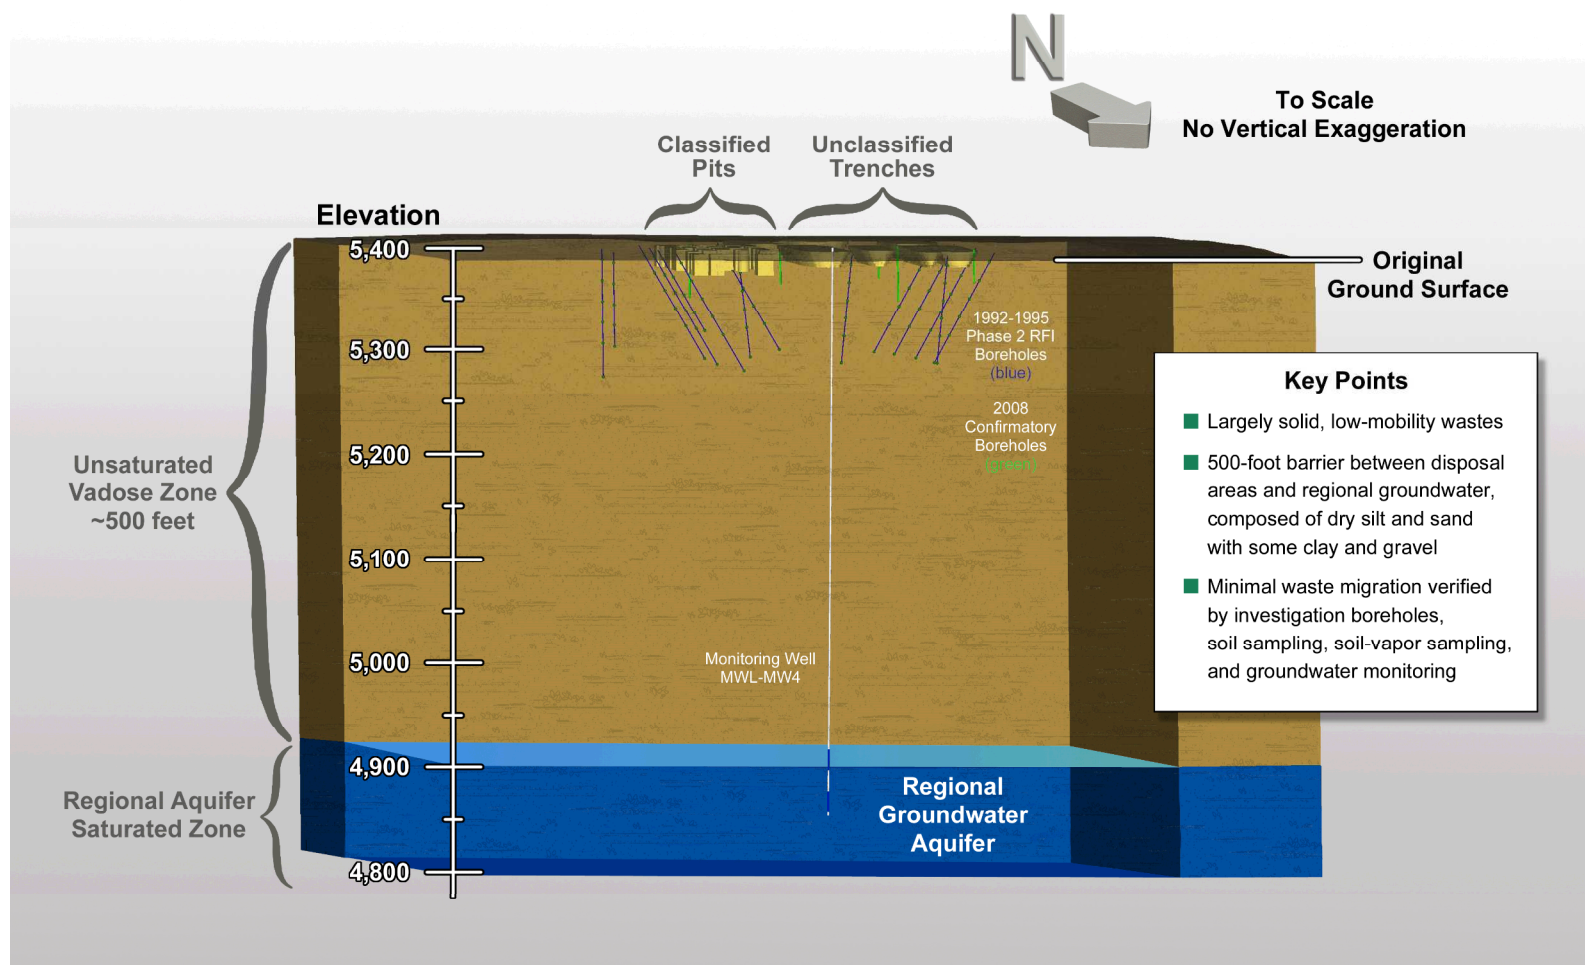 N
To Scale
No Vertical Exaggeration
Classified
Pits
Unclassified
Trenches
Elevation
5,400
5,300
5,200
5,100
5,000
4,900
4,800
Original
Ground Surface
1992-1995
Phase 2 RFI
Boreholes
(blue)
2008
Confirmatory
Boreholes
(green)
Unsaturated
Vadose Zone
~500 feet
Monitoring Well
MWL-MW4
Regional Aquifer
Saturated Zone
Regional
Groundwater
Aquifer
Key Points
Largely solid, low-mobility wastes
500-foot barrier between disposal
areas and regional groundwater,
composed of dry silt and sand
with some clay and gravel
Minimal waste migration verified
by investigation boreholes,
soil sampling, soil-vapor sampling,
and groundwater monitoring